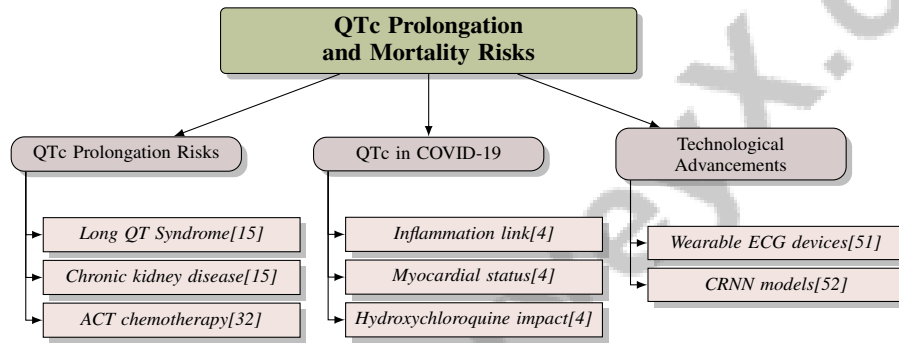 QTc Prolongation
and Mortality Risks
QTc Prolongation Risks
Long QT Syndrome[15]
Chronic kidney disease[15]
ACT chemotherapy[32]
QTc in COVID-19
Inflammation link[4]
Myocardial status[4]
Hydroxychloroquine impact[4]
Technological
Advancements
Wearable ECG devices[51]
CRNN models[52]